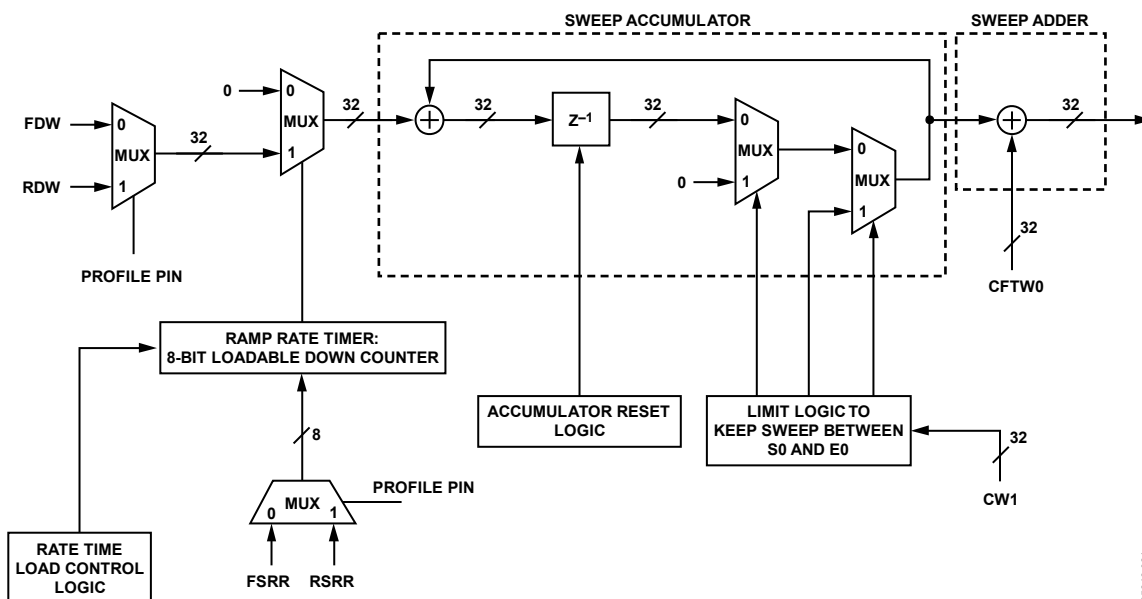 SWEEP ACCUMULATOR
SWEEP ADDER
FDW
RDW
0
1
MUX
PROFILE PIN
32
0
0
1
MUX
32
32
Z–1
32
0
1
MUX
0
0
1
MUX
32
32
CFTW0
RAMP RATE TIMER:
8-BIT LOADABLE DOWN COUNTER
8
ACCUMULATOR RESET
LOGIC
LIMIT LOGIC TO
KEEP SWEEP BETWEEN
S0 AND E0
32
CW1
MUX
0
1
PROFILE PIN
FSRR
RSRR
RATE TIME
LOAD CONTROL
LOGIC